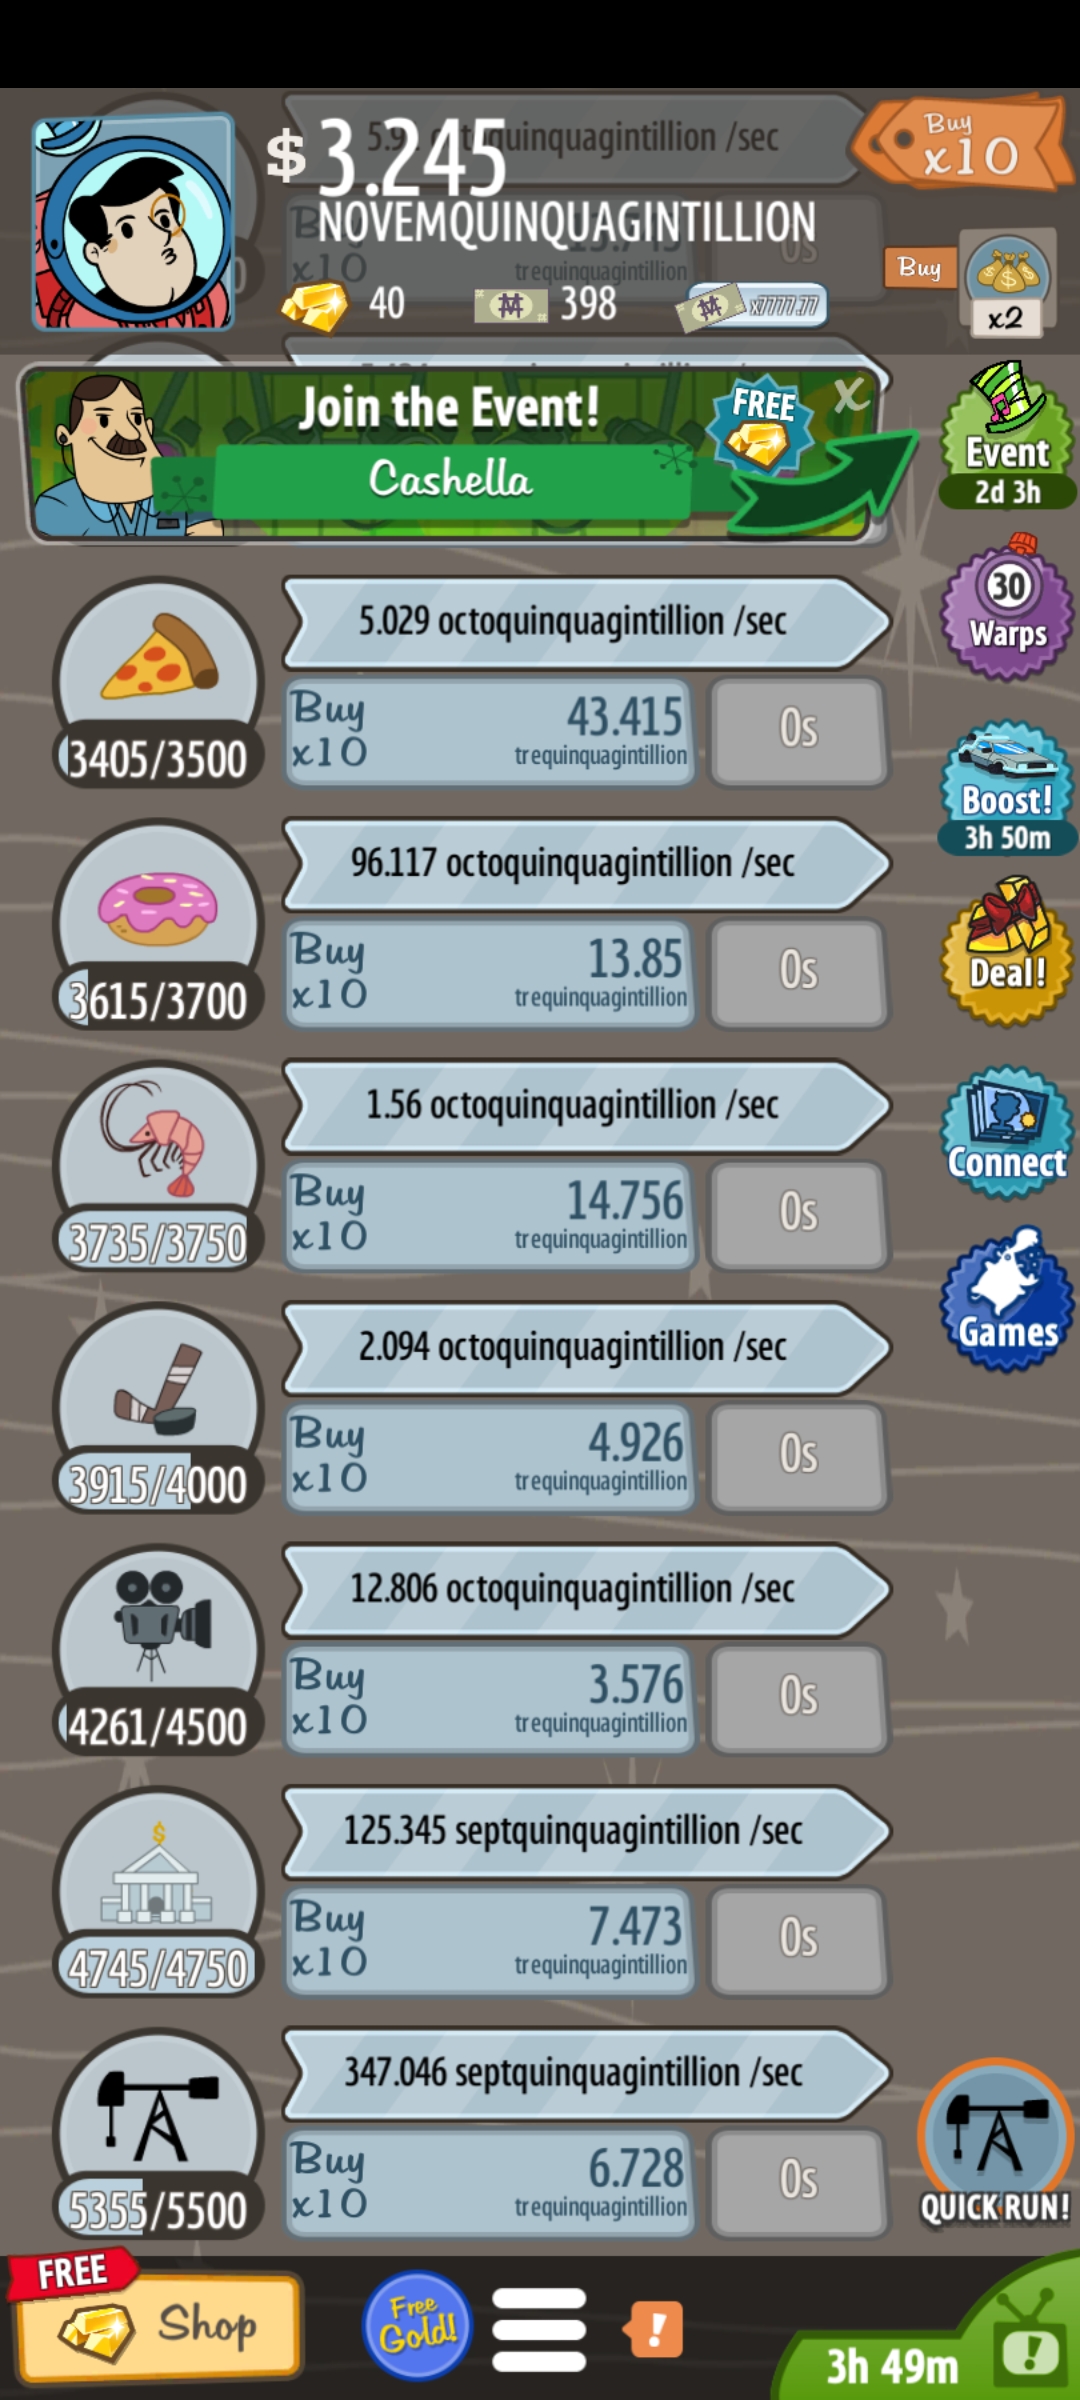 $ 3.245
NOVEMQUINQUAGINTILLION
Buy
x10
40
398
x7777.77
Buy
x2
Join the Event!
Cashella
FREE
X
Event
2d 3h
5.029 octoquinquagintillion /sec
3405/3500
Buy
x10
43.415
trequinquagintillion
0s
30
Warps
96.117 octoquinquagintillion /sec
3615/3700
Buy
x10
13.85
trequinquagintillion
0s
Boost!
3h 50m
Deal!
1.56 octoquinquagintillion /sec
3735/3750
Buy
x10
14.756
trequinquagintillion
0s
Connect
2.094 octoquinquagintillion /sec
3915/4000
Buy
x10
4.926
trequinquagintillion
0s
Games
12.806 octoquinquagintillion /sec
4261/4500
Buy
x10
3.576
trequinquagintillion
0s
125.345 septquinquagintillion /sec
$
4745/4750
Buy
x10
7.473
trequinquagintillion
0s
347.046 septquinquagintillion /sec
5355/5500
Buy
x10
6.728
trequinquagintillion
0s
QUICK RUN!
FREE
Shop
Free
Gold!
!
3h 49m
!